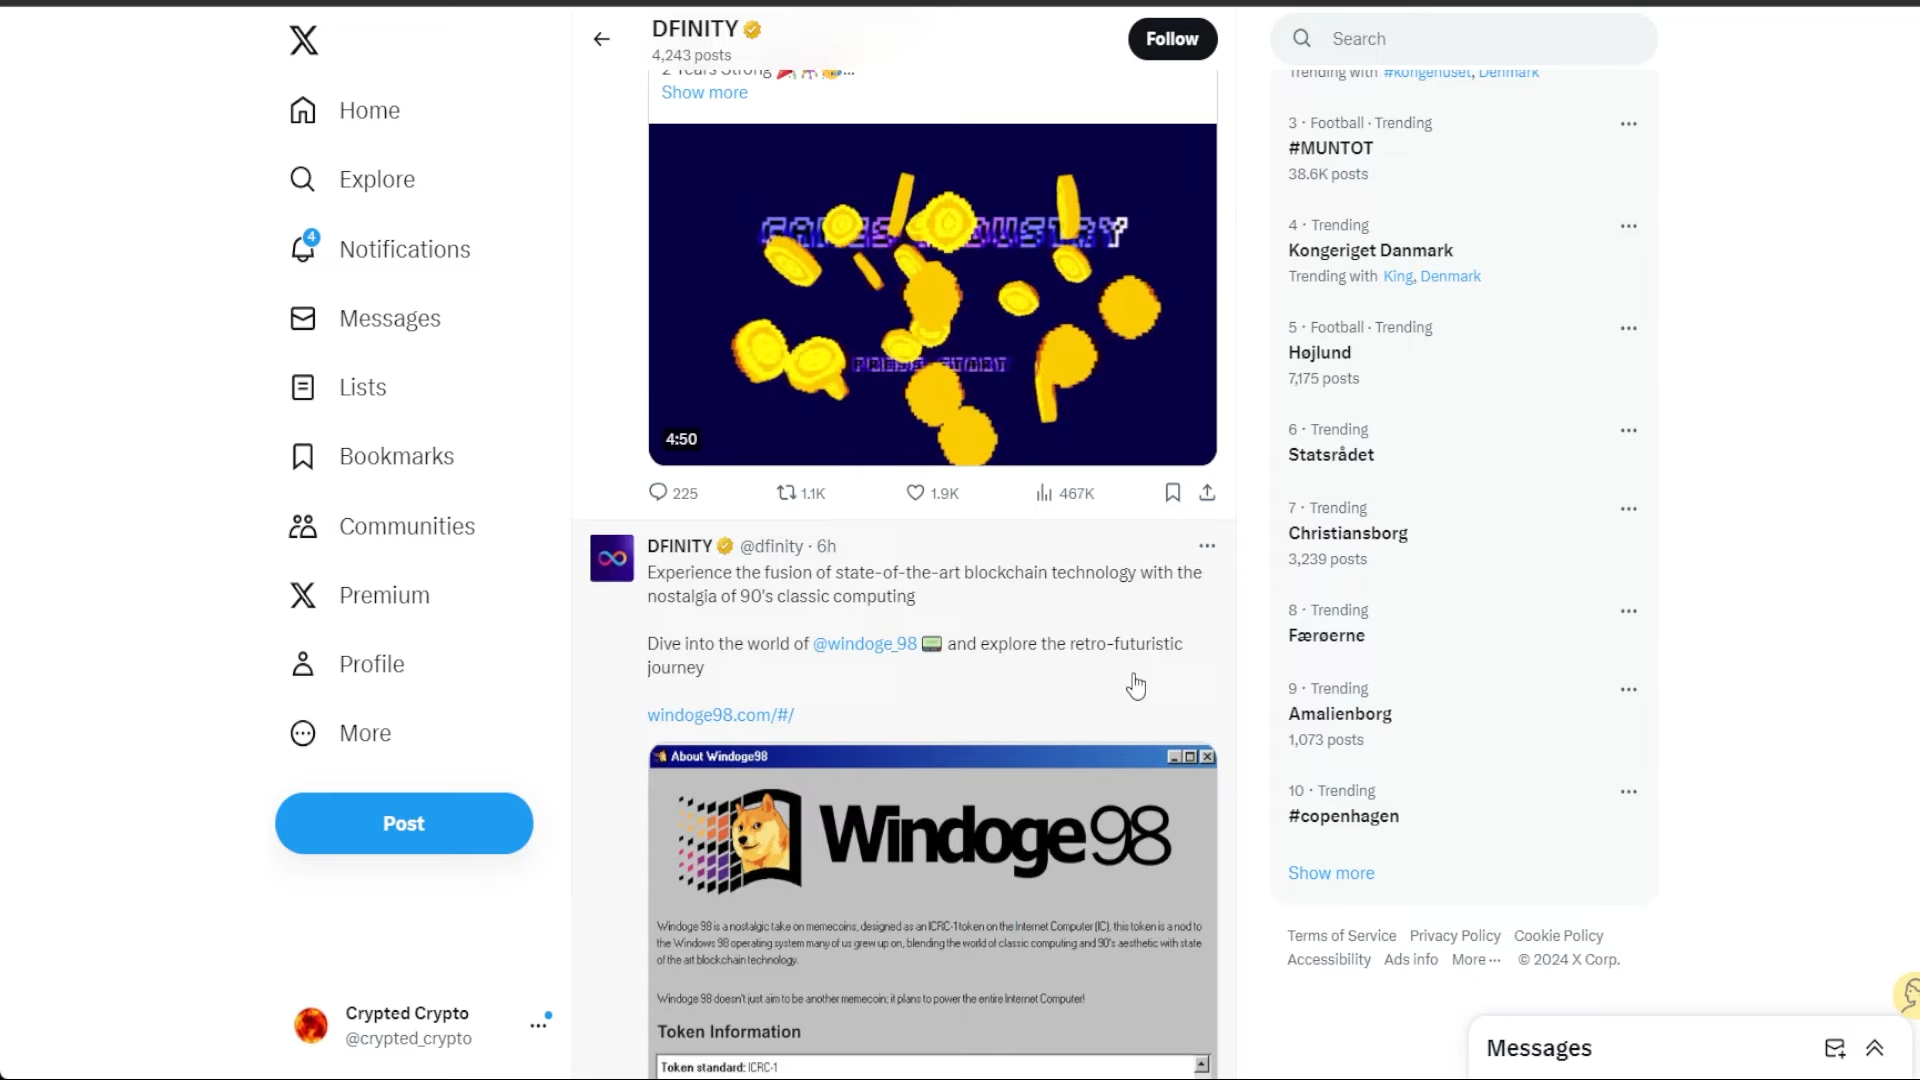 Home
Explore
4
Notifications
Messages
Lists
Bookmarks
Communities
Premium
Profile
More
Post
Crypted Crypto
@crypted_crypto
DFINITY
4,243 posts
Follow
2 Years Strong
Show more
PRESS START
4:50
225
1.1K
1.9K
467K
DFINITY @dfinity · 6h
Experience the fusion of state-of-the-art blockchain technology with the
nostalgia of 90's classic computing
Dive into the world of @windoge_98 and explore the retro-futuristic
journey
windoge98.com/#/
About Windoge98
Windoge98
Windoge 98 is a nostalgic take on memecoins, designed as an ICRC-1 token on the Internet Computer (IC), this token is a nod to
the Windows 98 operating system many of us grew up on, blending the world of classic computing and 90's aesthetic with state
of the art blockchain technology.
Windoge 98 doesn't just aim to be another memecoin; it plans to power the entire Internet Computer!
Token Information
Token standard: ICRC-1
Search
Trending with #kongehuset, Denmark
3 · Football · Trending
#MUNTOT
38.6K posts
4 · Trending
Kongeriget Danmark
Trending with King, Denmark
5 · Football · Trending
Højlund
7,175 posts
6 · Trending
Statsrådet
7 · Trending
Christiansborg
3,239 posts
8 · Trending
Færøerne
9 · Trending
Amalienborg
1,073 posts
10 · Trending
#copenhagen
Show more
Terms of Service Privacy Policy Cookie Policy
Accessibility Ads info More ··· © 2024 X Corp.
Messages